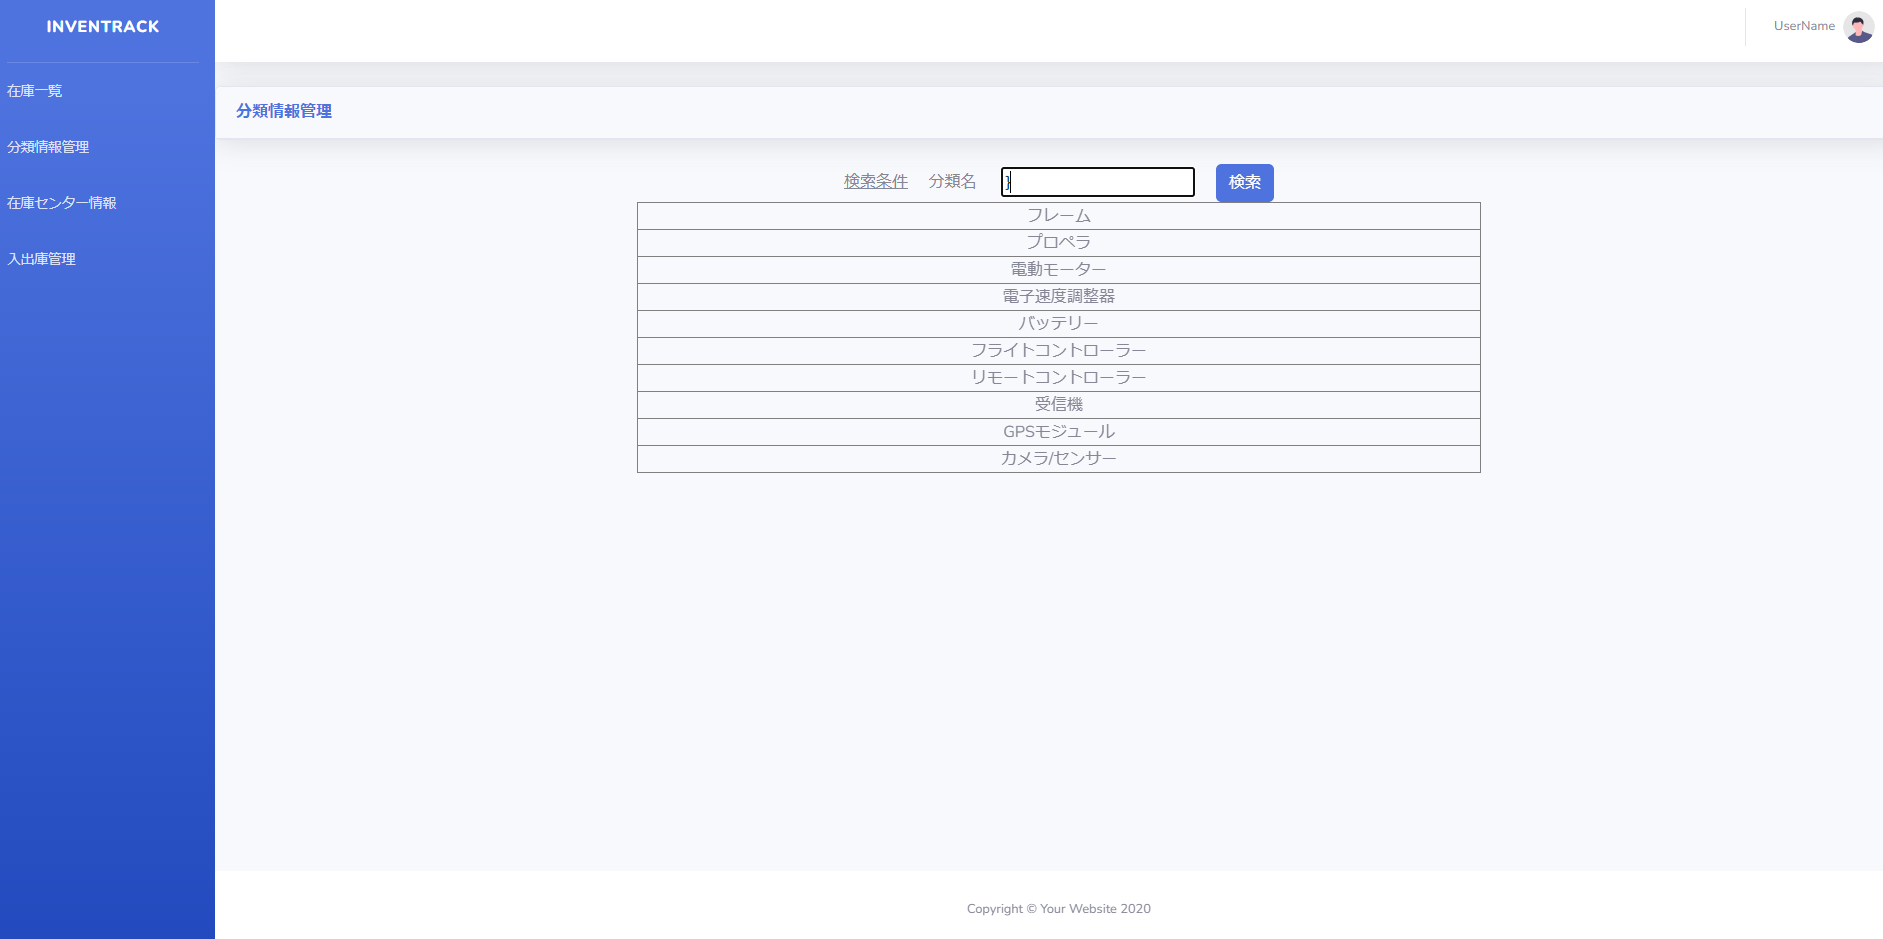 INVENTRACK
UserName
在庫一覧
分類情報管理
在庫センター情報
入出庫管理
分類情報管理
検索条件 分類名 } 検索
フレーム
プロペラ
電動モーター
電子速度調整器
バッテリー
フライトコントローラー
リモートコントローラー
受信機
GPSモジュール
カメラ/センサー
Copyright © Your Website 2020